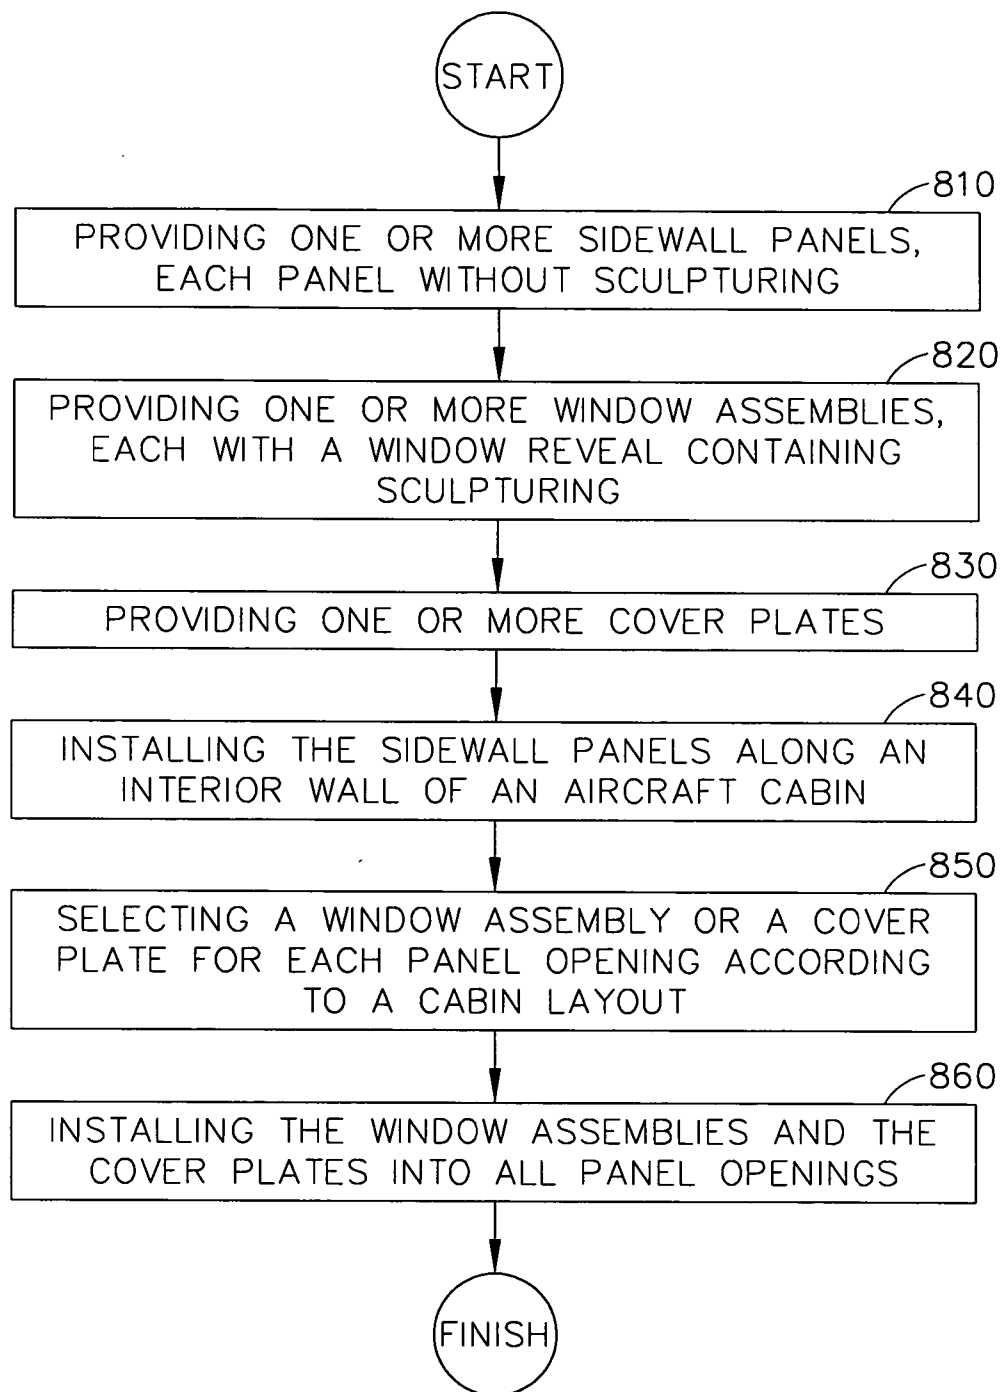 START
810
PROVIDING ONE OR MORE SIDEWALL PANELS,
EACH PANEL WITHOUT SCULPTURING
820
PROVIDING ONE OR MORE WINDOW ASSEMBLIES,
EACH WITH A WINDOW REVEAL CONTAINING
SCULPTURING
830
PROVIDING ONE OR MORE COVER PLATES
840
INSTALLING THE SIDEWALL PANELS ALONG AN
INTERIOR WALL OF AN AIRCRAFT CABIN
850
SELECTING A WINDOW ASSEMBLY OR A COVER
PLATE FOR EACH PANEL OPENING ACCORDING
TO A CABIN LAYOUT
860
INSTALLING THE WINDOW ASSEMBLIES AND THE
COVER PLATES INTO ALL PANEL OPENINGS
FINISH